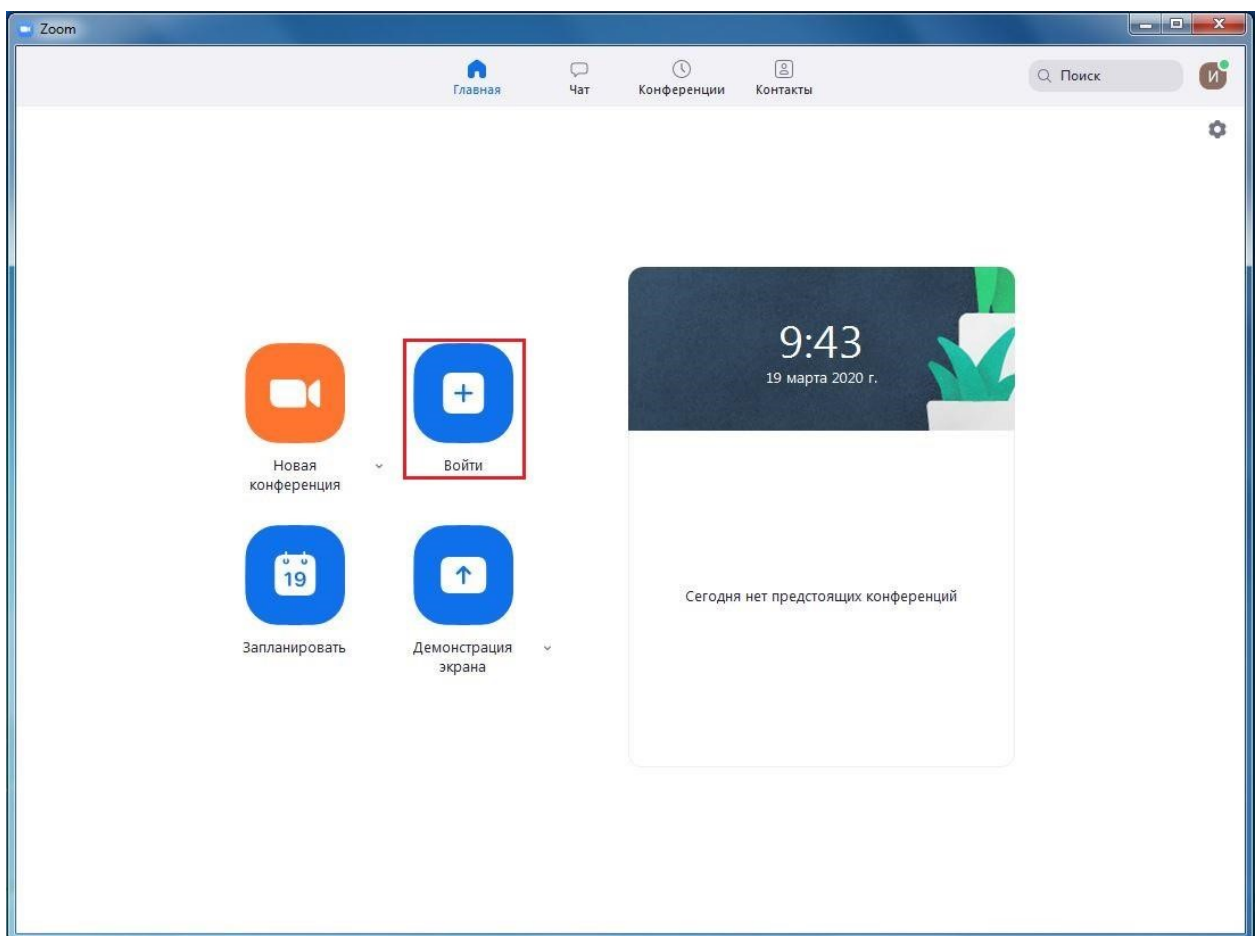 Zoom
Главная
Чат
Конференции
Контакты
Поиск
И
9:43
19 марта 2020 г.
Новая
конференция
Войти
19
Запланировать
Демонстрация
экрана
Сегодня нет предстоящих конференций